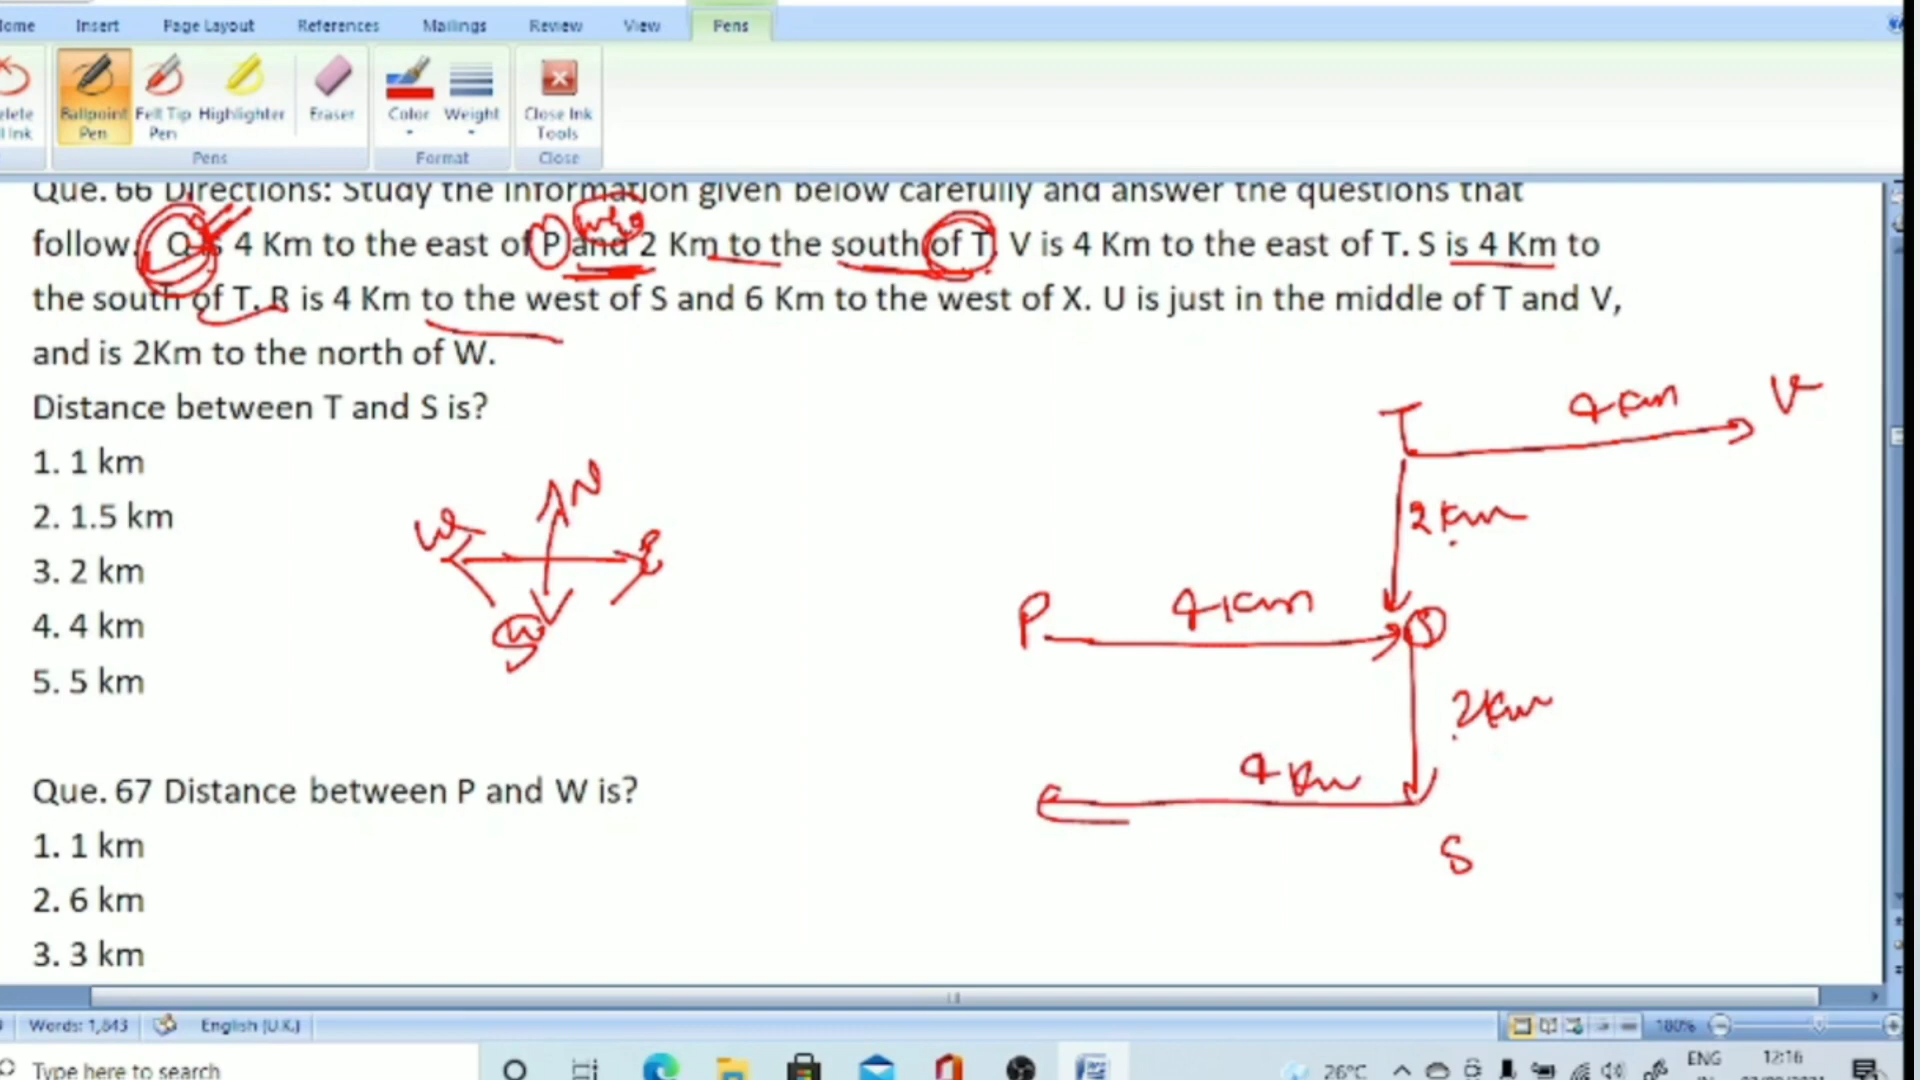 ome Insert Page Layout References Mailings Review View Pens
elete Ballpoint Felt Tip Highlighter Eraser Color Weight Close Ink
l Ink Pen Pen Tools
Pens Format Close
Que. 66 Directions: Study the information given below carefully and answer the questions that
follow. Q is 4 Km to the east of P and 2 Km to the south of T. V is 4 Km to the east of T. S is 4 Km to
the south of T. R is 4 Km to the west of S and 6 Km to the west of X. U is just in the middle of T and V,
and is 2Km to the north of W.
Distance between T and S is?
1. 1 km
2. 1.5 km
3. 2 km
4. 4 km
5. 5 km
N
W E
S
T 4 Km V
2 Km
P 4 Km
2 Km
4 Km
S
Que. 67 Distance between P and W is?
1. 1 km
2. 6 km
3. 3 km
Words: 1,843 English (U.K.) 180%
Type here to search 26°C ENG 12:16